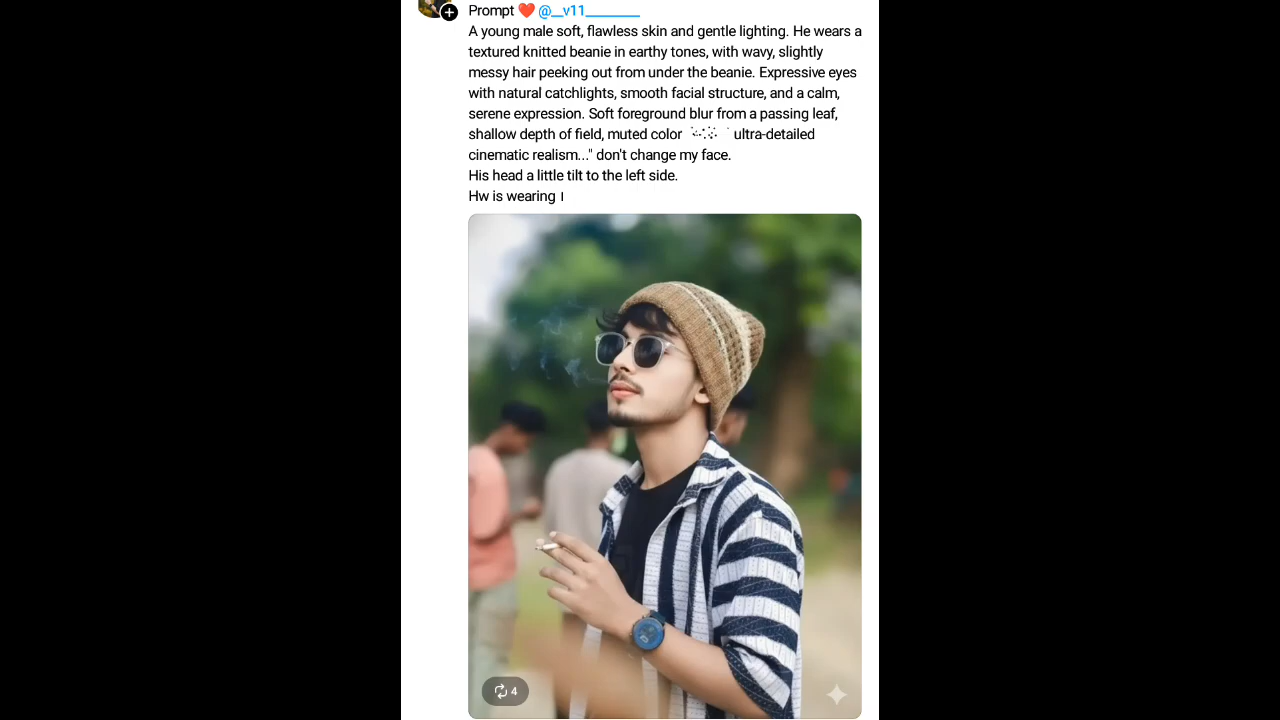 Prompt ❤️ @__v11________
A young male soft, flawless skin and gentle lighting. He wears a
textured knitted beanie in earthy tones, with wavy, slightly
messy hair peeking out from under the beanie. Expressive eyes
with natural catchlights, smooth facial structure, and a calm,
serene expression. Soft foreground blur from a passing leaf,
shallow depth of field, muted color ultra-detailed
cinematic realism..." don't change my face.
His head a little tilt to the left side.
Hw is wearing
4